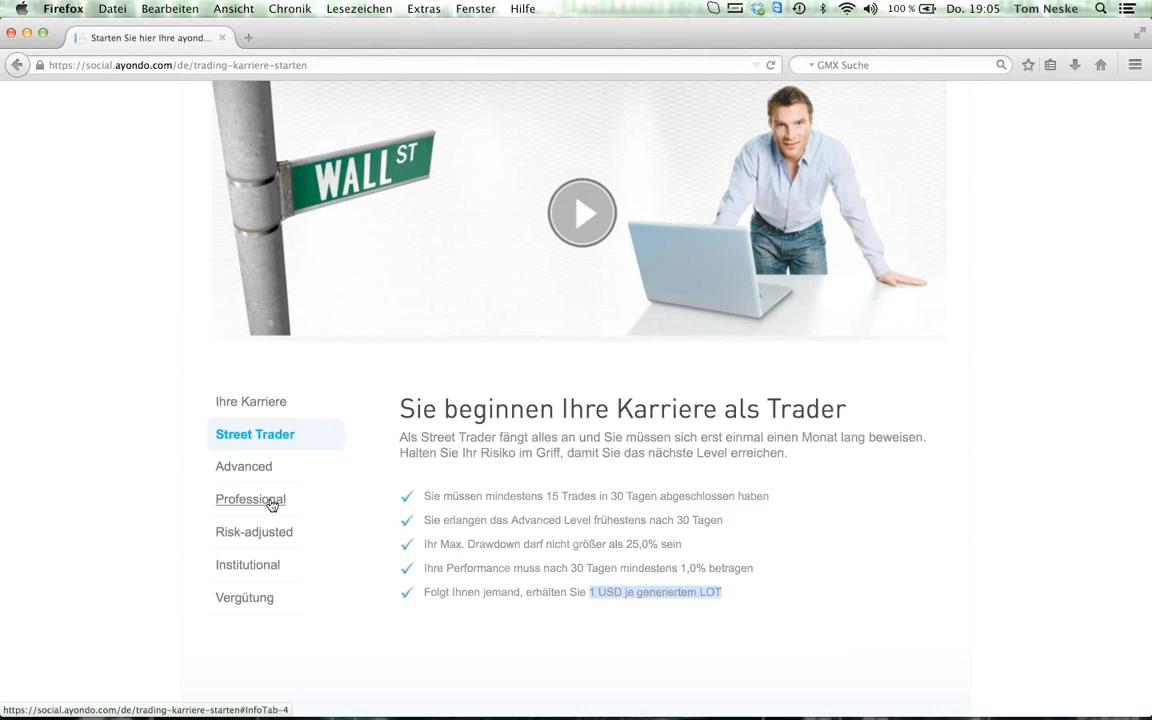 Firefox Datei Bearbeiten Ansicht Chronik Lesezeichen Extras Fenster Hilfe 100 % Do. 19:05 Tom Neske
Starten Sie hier Ihre ayond...
https://social.ayondo.com/de/trading-karriere-starten GMX Suche
WALL ST
Ihre Karriere
Street Trader
Advanced
Professional
Risk-adjusted
Institutional
Vergütung
Sie beginnen Ihre Karriere als Trader
Als Street Trader fängt alles an und Sie müssen sich erst einmal einen Monat lang beweisen.
Halten Sie Ihr Risiko im Griff, damit Sie das nächste Level erreichen.
Sie müssen mindestens 15 Trades in 30 Tagen abgeschlossen haben
Sie erlangen das Advanced Level frühestens nach 30 Tagen
Ihr Max. Drawdown darf nicht größer als 25,0% sein
Ihre Performance muss nach 30 Tagen mindestens 1,0% betragen
Folgt Ihnen jemand, erhälten Sie 1 USD je generiertem LOT
https://social.ayondo.com/de/trading-karriere-starten#InfoTab-4